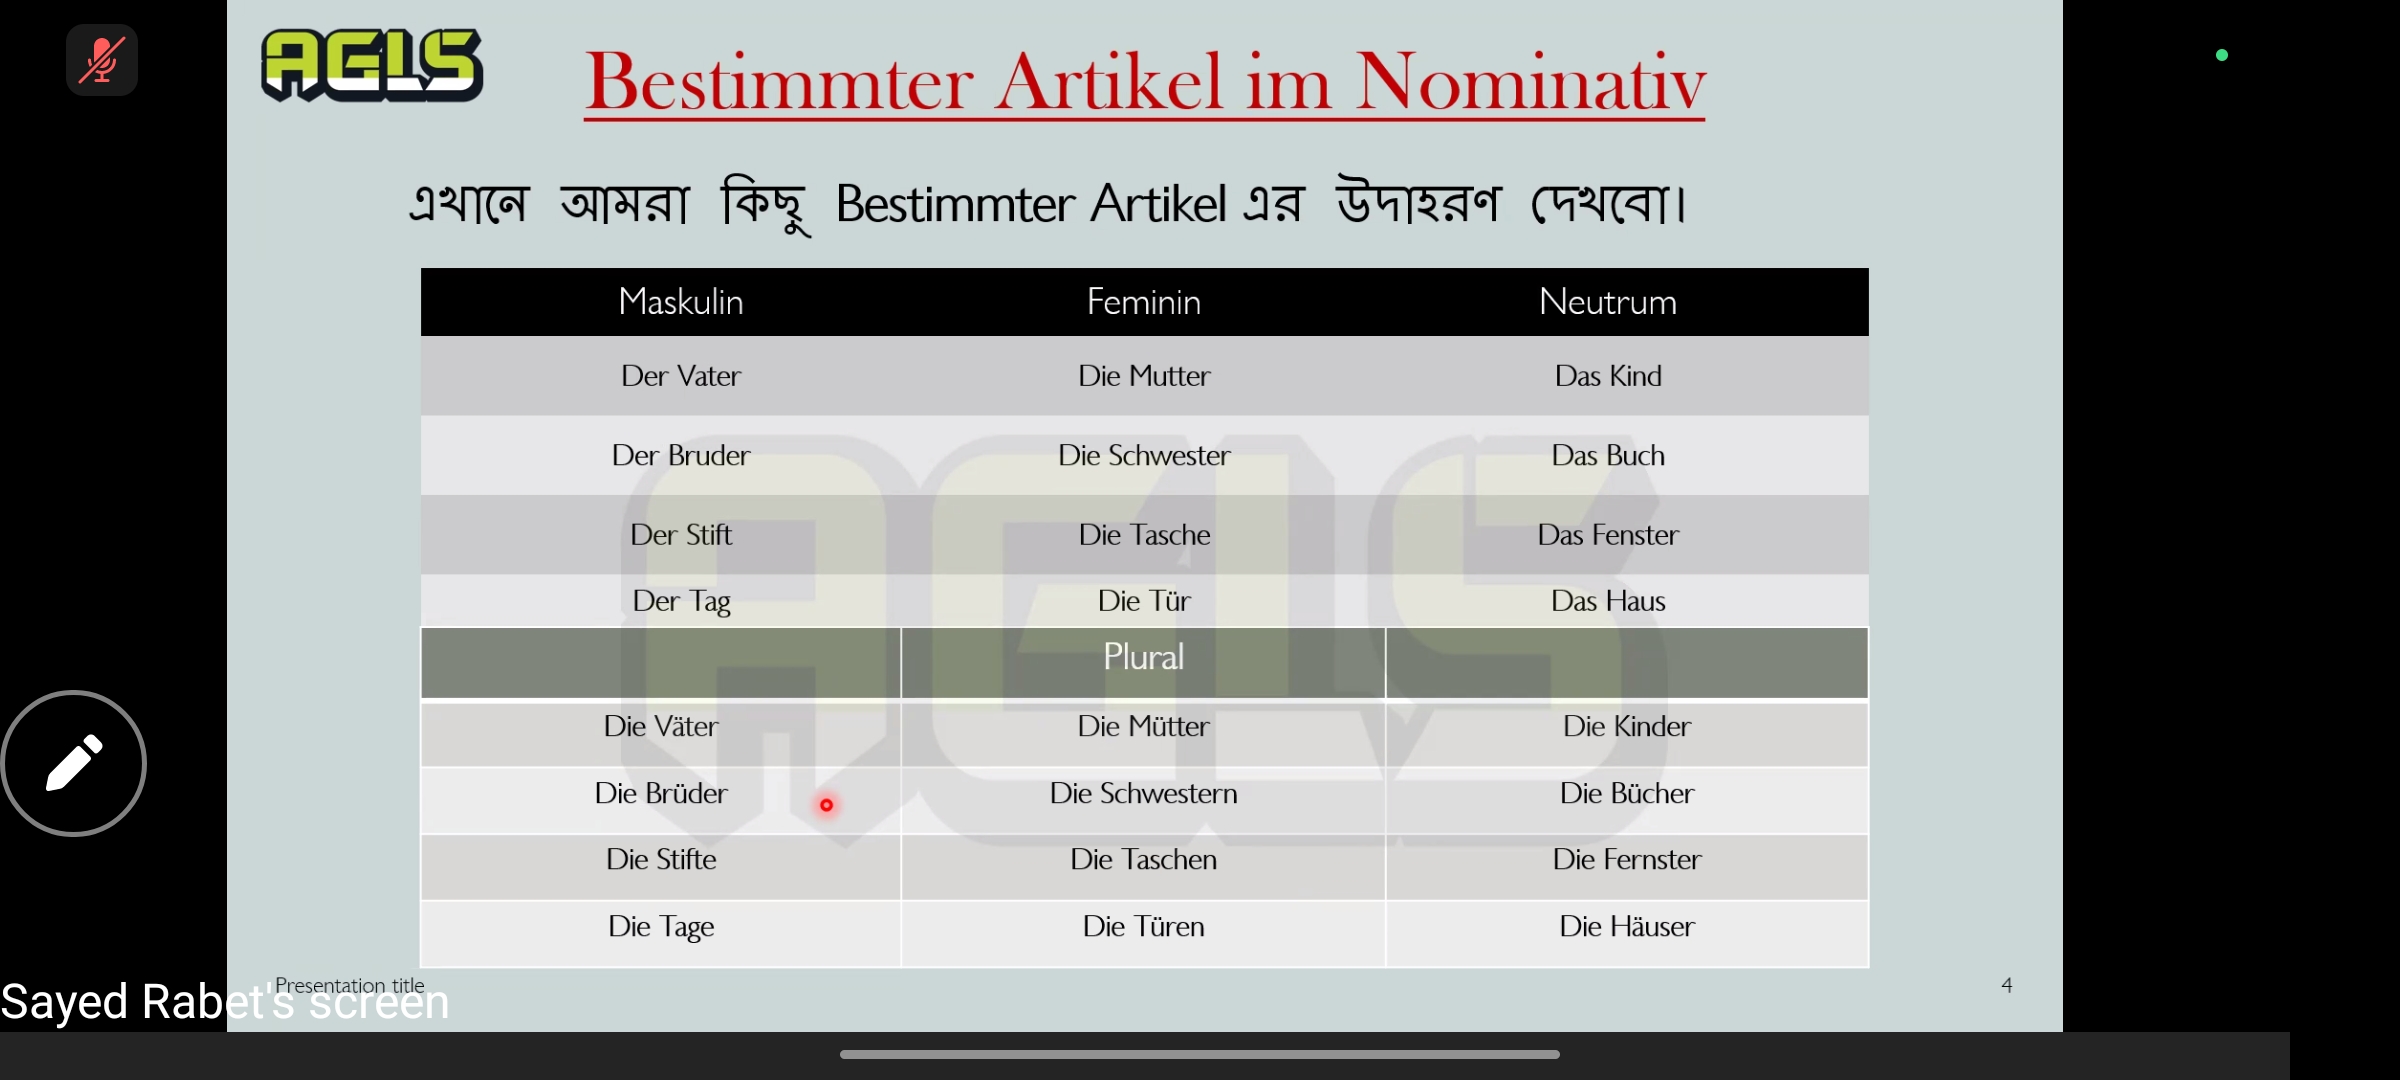 AGLS
Bestimmter Artikel im Nominativ
এখানে আমরা কিছু Bestimmter Artikel এর উদাহরণ দেখবো।
Maskulin Feminin Neutrum
Der Vater Die Mutter Das Kind
Der Bruder Die Schwester Das Buch
Der Stift Die Tasche Das Fenster
Der Tag Die Tür Das Haus
Plural
Die Väter Die Mütter Die Kinder
Die Brüder Die Schwestern Die Bücher
Die Stifte Die Taschen Die Fernster
Die Tage Die Türen Die Häuser
Presentation title 4
Sayed Rabet's screen